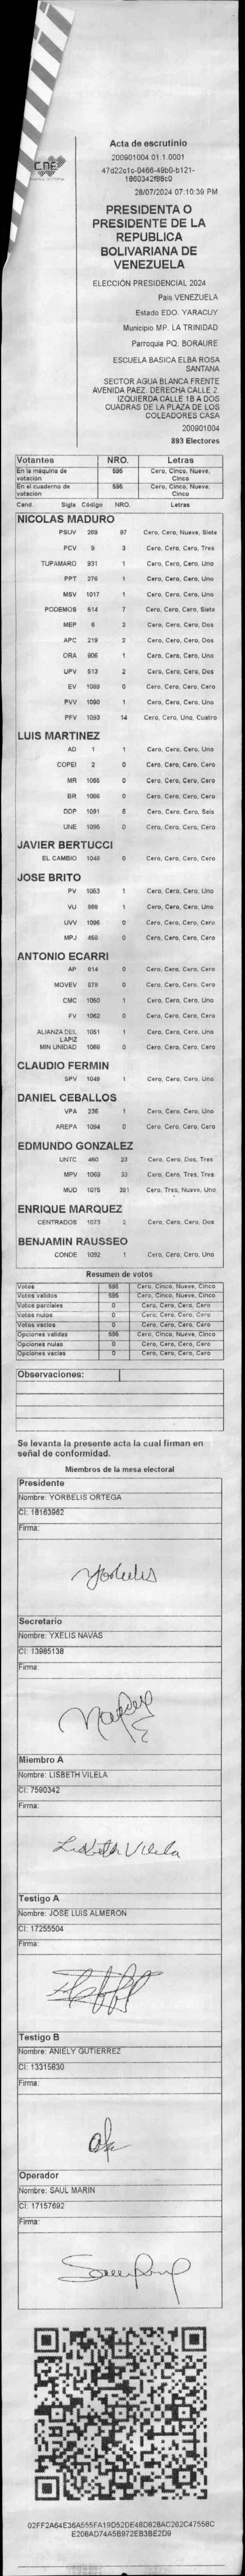 CNE
Acta de escrutinio
200901004.01.1.0001
47d22c1c-0466-49b0-b121-
1860342f88c0
28/07/2024 07:10:39 PM
PRESIDENTA O
PRESIDENTE DE LA
REPUBLICA
BOLIVARIANA DE
VENEZUELA
ELECCIÓN PRESIDENCIAL 2024
Pais VENEZUELA
Estado EDO. YARACUY
Municipio MP. LA TRINIDAD
Parroquia PQ. BORAURE
ESCUELA BASICA ELBA ROSA
SANTANA
SECTOR AGUA BLANCA FRENTE
AVENIDA PAEZ. DERECHA CALLE 2.
IZQUIERDA CALLE 1B A DOS
CUADRAS DE LA PLAZA DE LOS
COLEADORES CASA
200901004
893 Electores
Votantes NRO. Letras
En la máquina de votación 595 Cero, Cinco, Nueve, Cinco
En el cuaderno de votación 595 Cero, Cinco, Nueve, Cinco
Cand. Sigla Código NRO. Letras
NICOLAS MADURO
PSUV 269 97 Cero, Cero, Nueve, Siete
PCV 9 3 Cero, Cero, Cero, Tres
TUPAMARO 931 1 Cero, Cero, Cero, Uno
PPT 276 1 Cero, Cero, Cero, Uno
MSV 1017 1 Cero, Cero, Cero, Uno
PODEMOS 614 7 Cero, Cero, Cero, Siete
MEP 6 2 Cero, Cero, Cero, Dos
APC 219 2 Cero, Cero, Cero, Dos
ORA 906 1 Cero, Cero, Cero, Uno
UPV 513 2 Cero, Cero, Cero, Dos
EV 1089 0 Cero, Cero, Cero, Cero
PVV 1090 1 Cero, Cero, Cero, Uno
PFV 1093 14 Cero, Cero, Uno, Cuatro
LUIS MARTINEZ
AD 1 1 Cero, Cero, Cero, Uno
COPEI 2 0 Cero, Cero, Cero, Cero
MR 1065 0 Cero, Cero, Cero, Cero
BR 1066 0 Cero, Cero, Cero, Cero
DDP 1091 6 Cero, Cero, Cero, Seis
UNE 1095 0 Cero, Cero, Cero, Cero
JAVIER BERTUCCI
EL CAMBIO 1048 0 Cero, Cero, Cero, Cero
JOSE BRITO
PV 1053 1 Cero, Cero, Cero, Uno
VU 868 1 Cero, Cero, Cero, Uno
UVV 1096 0 Cero, Cero, Cero, Cero
MPJ 458 0 Cero, Cero, Cero, Cero
ANTONIO ECARRI
AP 814 0 Cero, Cero, Cero, Cero
MOVEV 878 0 Cero, Cero, Cero, Cero
CMC 1050 1 Cero, Cero, Cero, Uno
FV 1062 0 Cero, Cero, Cero, Cero
ALIANZA DEL LAPIZ 1051 1 Cero, Cero, Cero, Uno
MIN UNIDAD 1068 0 Cero, Cero, Cero, Cero
CLAUDIO FERMIN
SPV 1046 1 Cero, Cero, Cero, Uno
DANIEL CEBALLOS
VPA 236 1 Cero, Cero, Cero, Uno
AREPA 1094 0 Cero, Cero, Cero, Cero
EDMUNDO GONZALEZ
UNTC 460 23 Cero, Cero, Dos, Tres
MPV 1069 33 Cero, Cero, Tres, Tres
MUD 1075 391 Cero, Tres, Nueve, Uno
ENRIQUE MARQUEZ
CENTRADOS 1073 2 Cero, Cero, Cero, Dos
BENJAMIN RAUSSEO
CONDE 1092 1 Cero, Cero, Cero, Uno
Resumen de votos
Votos 595 Cero, Cinco, Nueve, Cinco
Votos validos 595 Cero, Cinco, Nueve, Cinco
Votos parciales 0 Cero, Cero, Cero, Cero
Votos nulos 0 Cero, Cero, Cero, Cero
Votos vacios 0 Cero, Cero, Cero, Cero
Opciones validas 595 Cero, Cinco, Nueve, Cinco
Opciones nulas 0 Cero, Cero, Cero, Cero
Opciones vacias 0 Cero, Cero, Cero, Cero
Observaciones:
Se levanta la presente acta la cual firman en
señal de conformidad.
Miembros de la mesa electoral
Presidente
Nombre: YORBELIS ORTEGA
CI: 18163962
Firma:
Secretario
Nombre: YXELIS NAVAS
CI: 13985138
Firma:
Miembro A
Nombre: LISBETH VILELA
CI: 7590342
Firma:
Lisbeth Vilela
Testigo A
Nombre: JOSE LUIS ALMERON
CI: 17255504
Firma:
Testigo B
Nombre: ANIELY GUTIERREZ
CI: 13315830
Firma:
Operador
Nombre: SAUL MARIN
CI: 17157692
Firma:
02FF2A64E36A555FA19D52DE48D828AC262C47558C
E208AD74A5B972EB3BE2D9